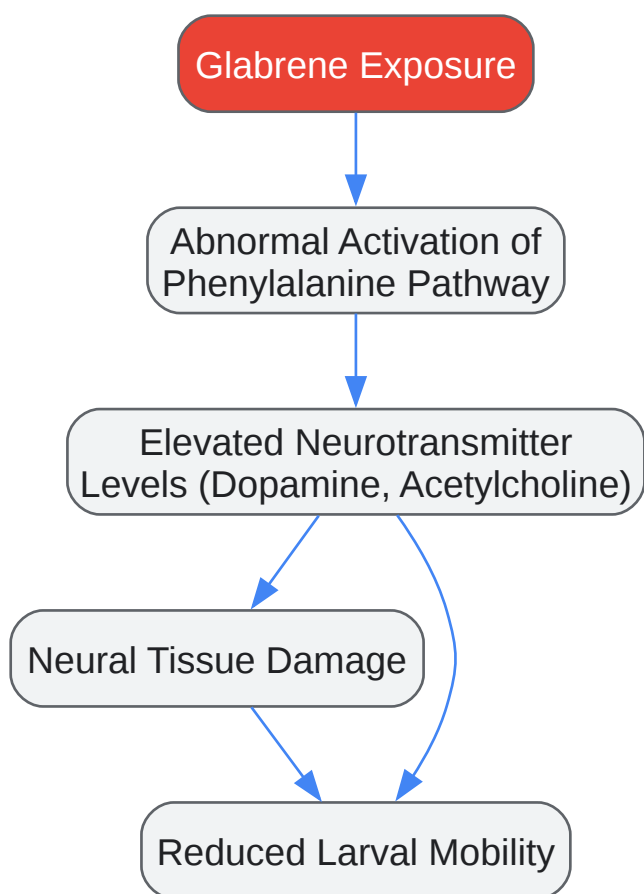 Glabrene Exposure
Abnormal Activation of
Phenylalanine Pathway
Elevated Neurotransmitter
Levels (Dopamine, Acetylcholine)
Neural Tissue Damage
Reduced Larval Mobility